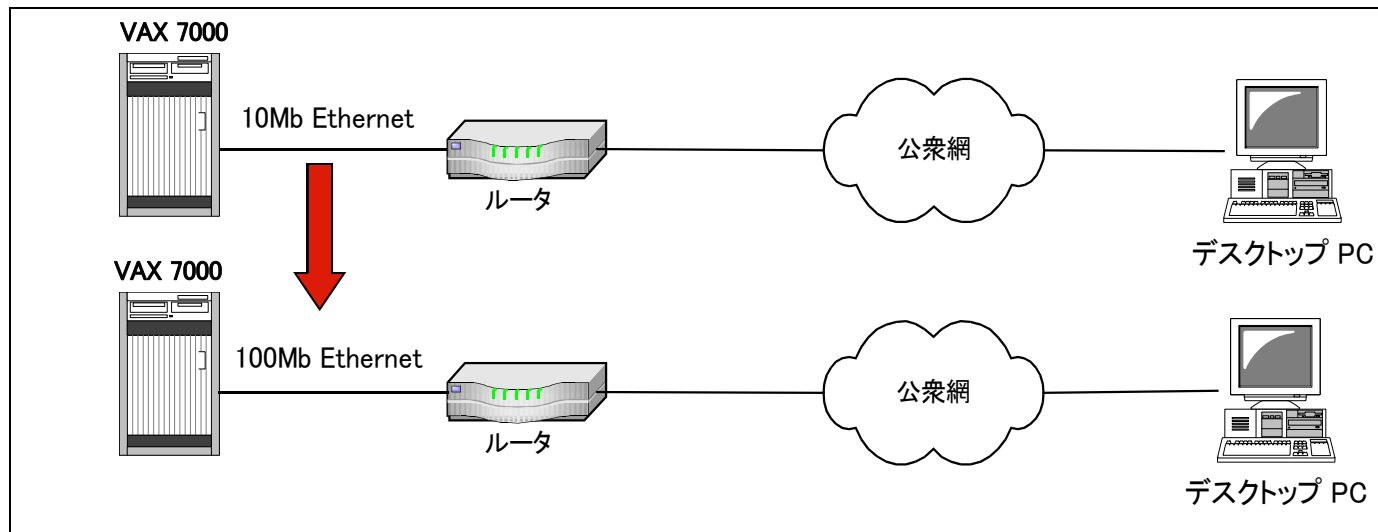 VAX 7000
10Mb Ethernet
ルータ
公衆網
デスクトップ PC
VAX 7000
100Mb Ethernet
ルータ
公衆網
デスクトップ PC